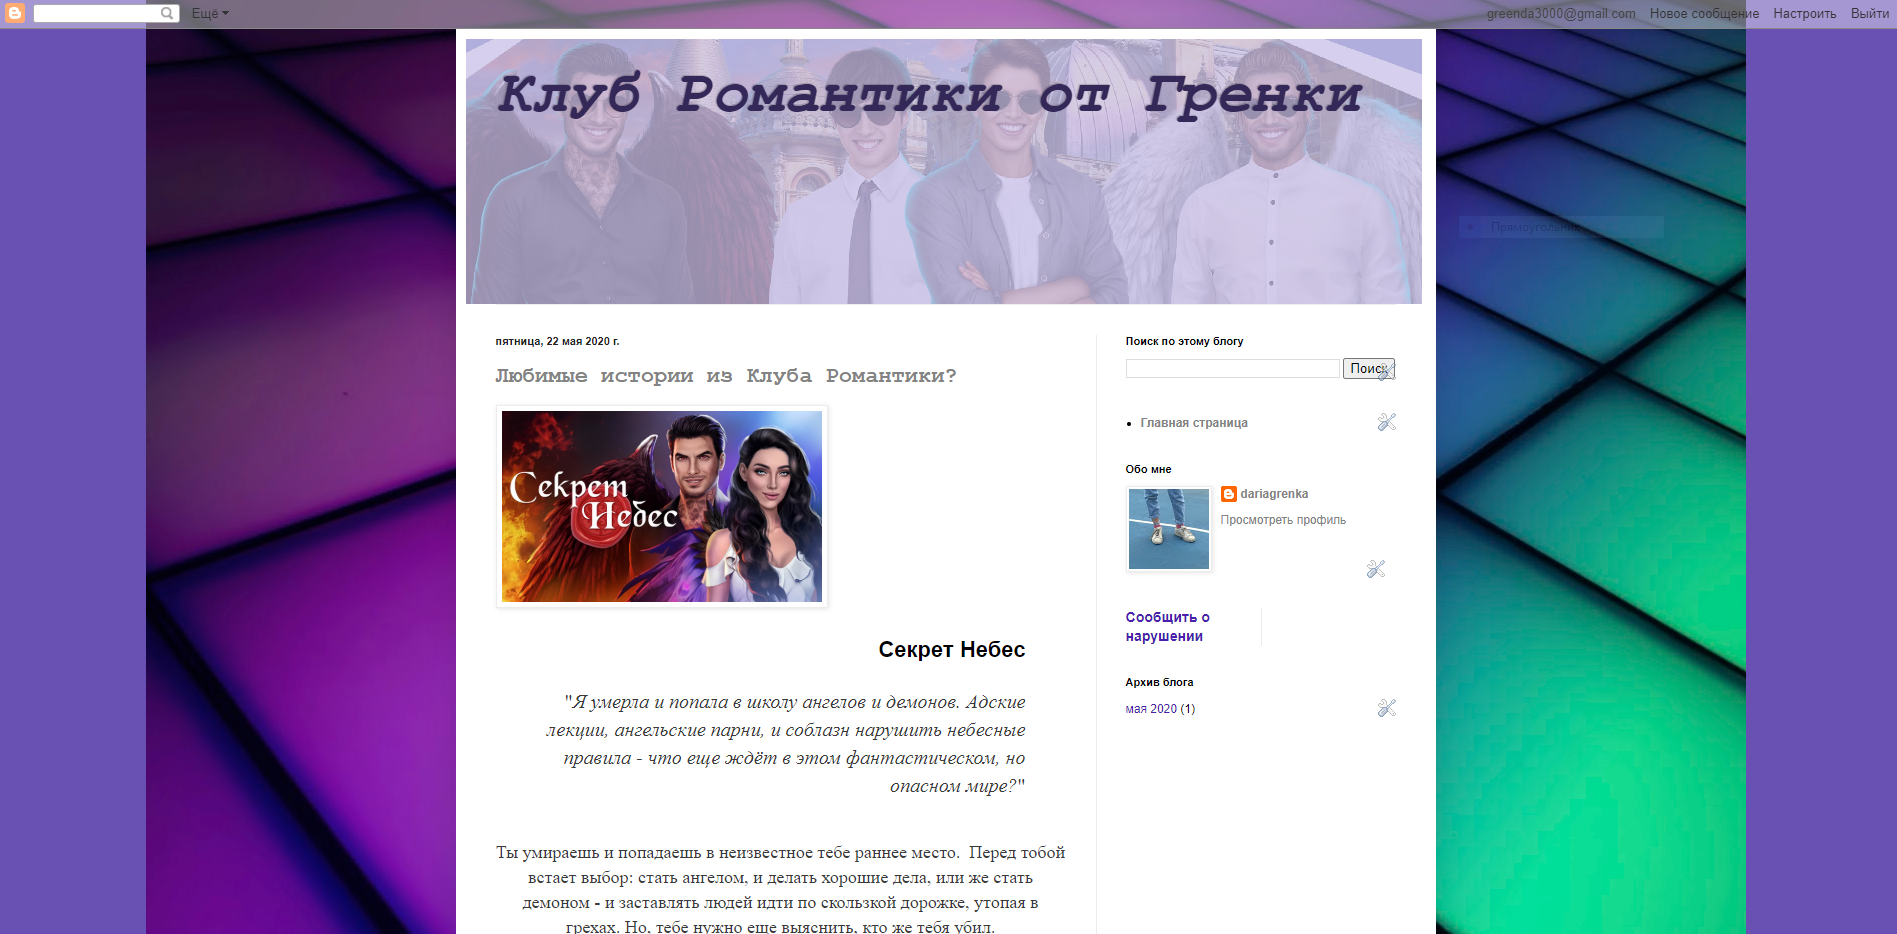 Ещё
greenda3000@gmail.com Новое сообщение Настроить Выйти
Клуб Романтики от Гренки
Прямоугольник
пятница, 22 мая 2020 г.
Любимые истории из Клуба Романтики?
Секрет
Небес
Секрет Небес
"Я умерла и попала в школу ангелов и демонов. Адские
лекции, ангельские парни, и соблазн нарушить небесные
правила - что еще ждёт в этом фантастическом, но
опасном мире?"
Ты умираешь и попадаешь в неизвестное тебе раннее место.  Перед тобой
встает выбор: стать ангелом, и делать хорошие дела, или же стать
демоном - и заставлять людей идти по скользкой дорожке, утопая в
грехах. Но, тебе нужно еще выяснить, кто же тебя убил.
Поиск по этому блогу
Поиск
Главная страница
Обо мне
dariagrenka
Просмотреть профиль
Сообщить о
нарушении
Архив блога
мая 2020 (1)